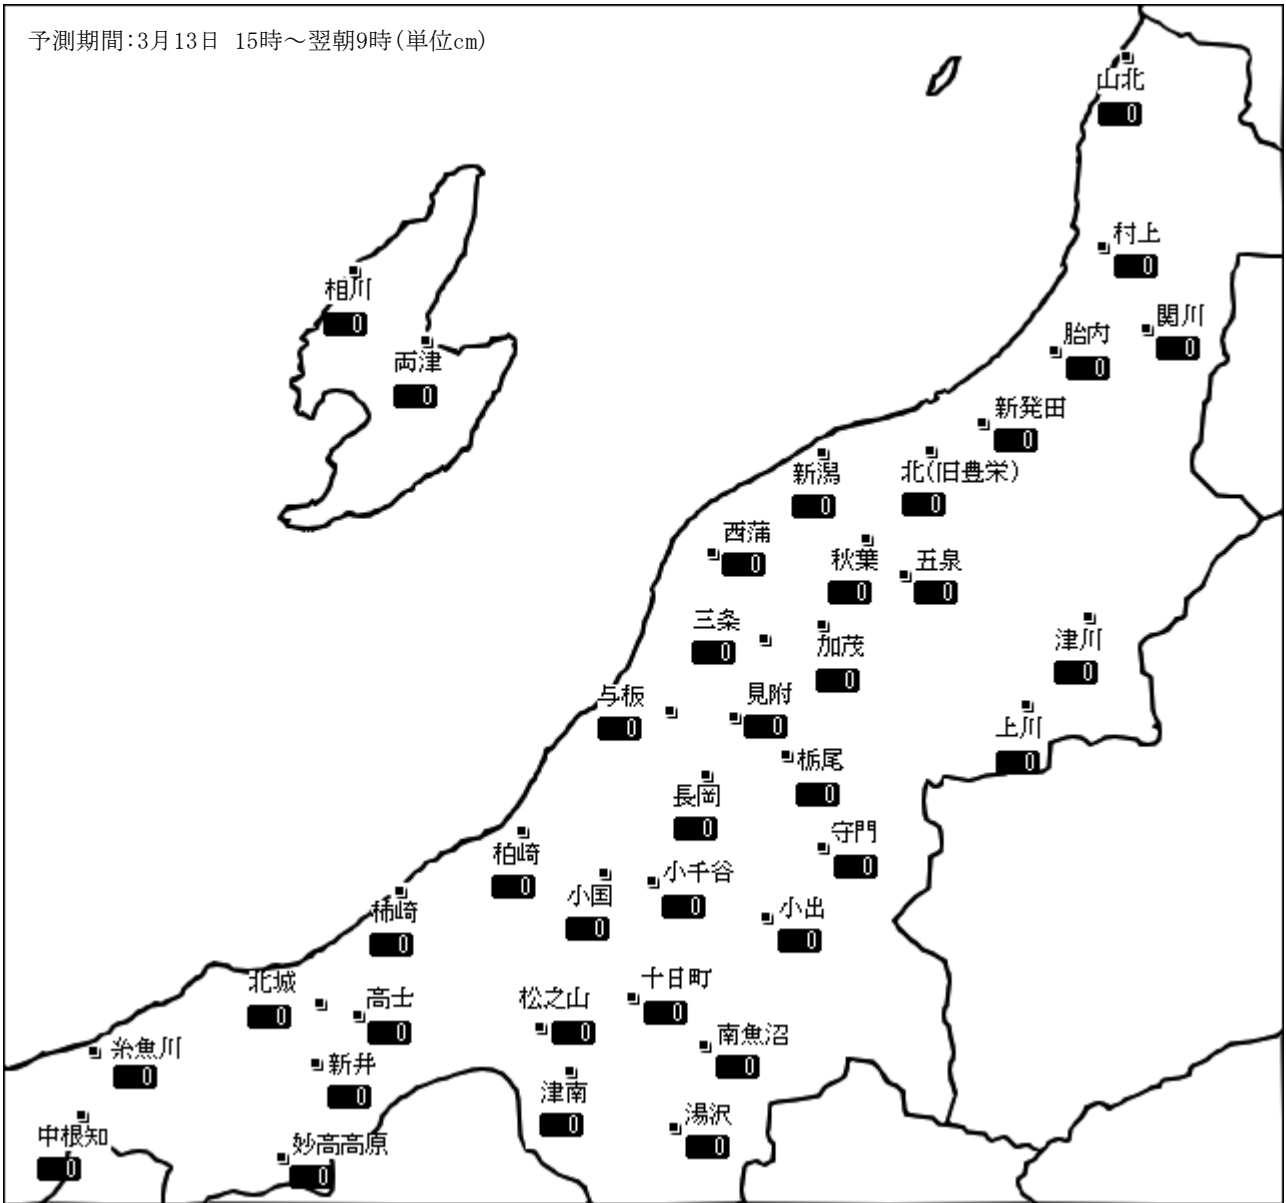 予測期間:3月13日 15時～翌朝9時(単位cm)
山北
0
村上
0
相川
0
関川
0
胎内
0
両津
0
新発田
0
新潟
0
北(旧豊栄)
0
西蒲
0
秋葉
0
五泉
0
三条
0
加茂
0
津川
0
与板
0
見附
0
上川
0
栃尾
0
長岡
0
守門
0
柏崎
0
小国
0
小千谷
0
小出
0
柿崎
0
北城
0
高士
0
松之山
0
十日町
0
南魚沼
0
糸魚川
0
新井
0
津南
0
湯沢
0
中根知
0
妙高高原
0